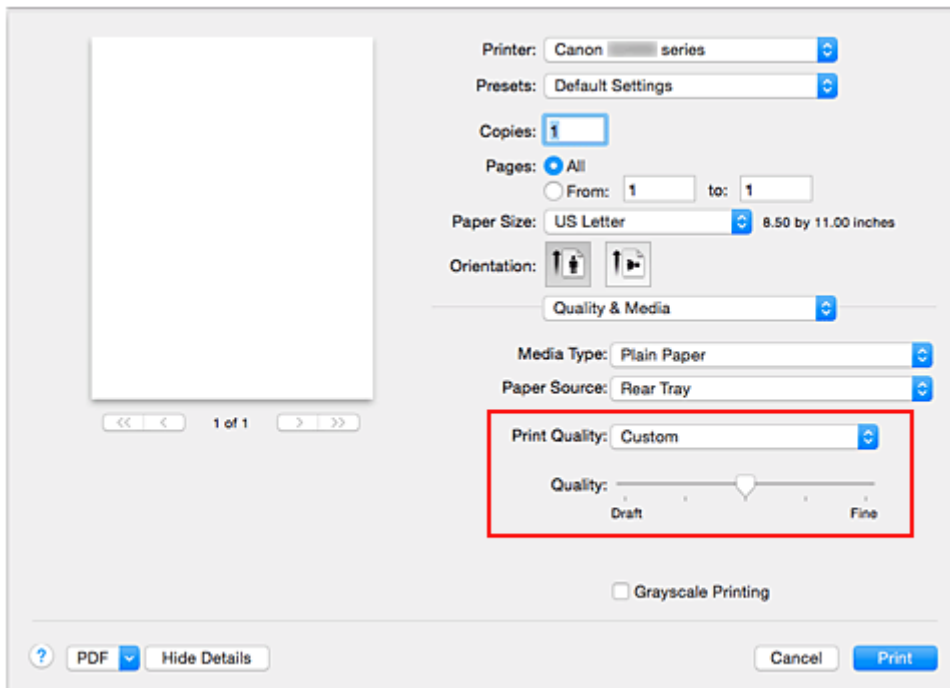 Printer: Canon series
Presets: Default Settings
Copies: 1
Pages: All
From: 1 to: 1
Paper Size: US Letter 8.50 by 11.00 inches
Orientation:
Quality & Media
Media Type: Plain Paper
Paper Source: Rear Tray
<< < 1 of 1 > >>
Print Quality: Custom
Quality:
Draft Fine
Grayscale Printing
? PDF Hide Details Cancel Print